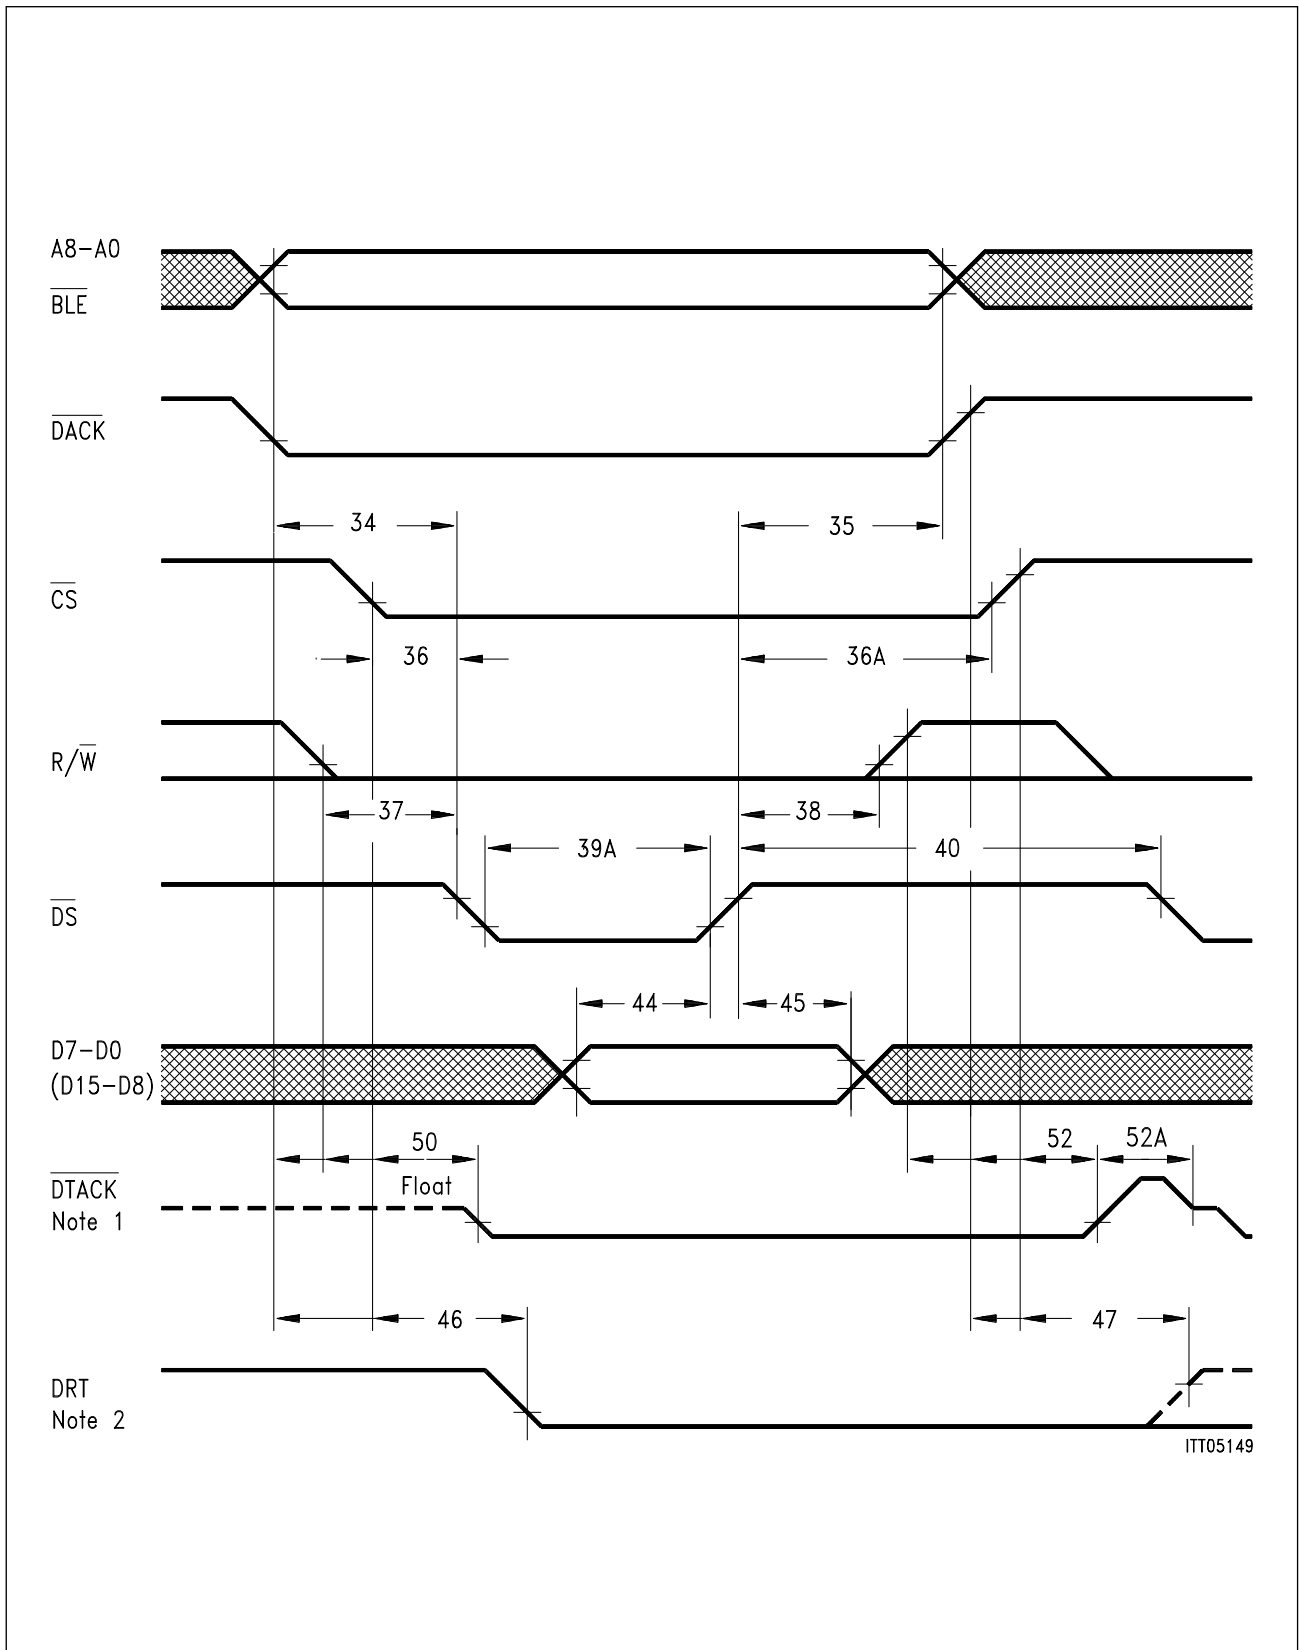 A8-A0
BLE
DACK
34
35
CS
36
36A
R/W
37
38
39A
40
DS
44
45
D7-D0
(D15-D8)
50
52
52A
DTACK
Float
Note 1
46
47
DRT
Note 2
ITT05149